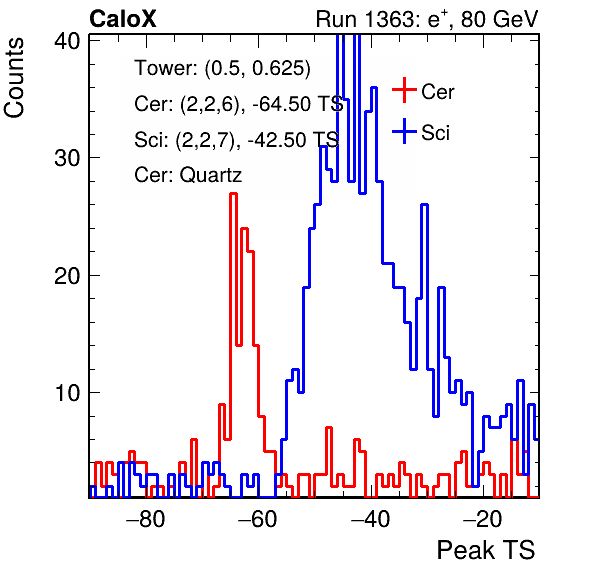 CaloX Run 1363: e⁺, 80 GeV
Counts
40
Tower: (0.5, 0.625)
Cer: (2,2,6), -64.50 TS
Sci: (2,2,7), -42.50 TS
Cer: Quartz
Cer
Sci
30
20
10
−80 −60 −40 −20
Peak TS